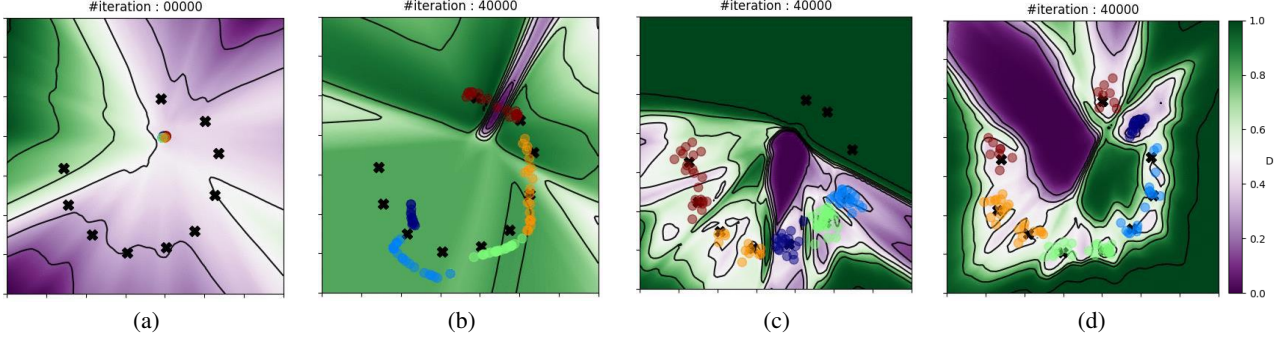 #iteration : 00000
#iteration : 40000
#iteration : 40000
#iteration : 40000
1.0
0.8
0.6
D
0.4
0.2
0.0
(a)
(b)
(c)
(d)